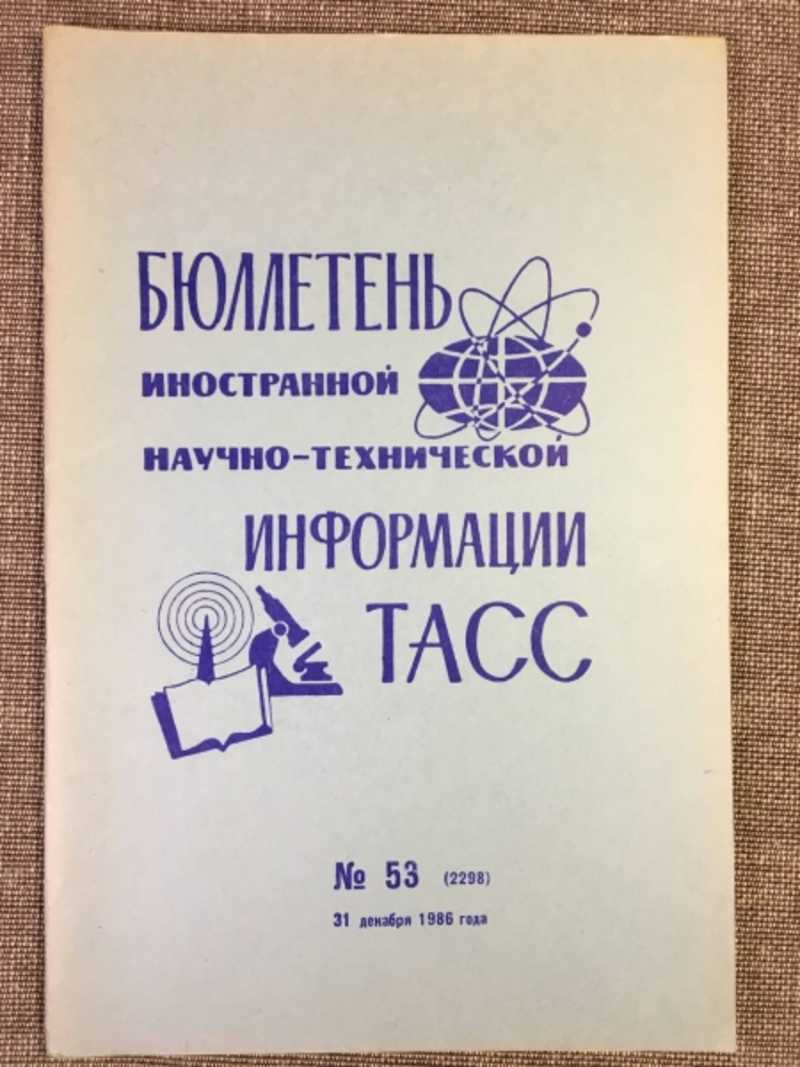 БЮЛЛЕТЕНЬ
ИНОСТРАННОЙ
НАУЧНО-ТЕХНИЧЕСКОЙ
ИНФОРМАЦИИ
ТАСС
№ 53 (2298)
31 декабря 1986 года